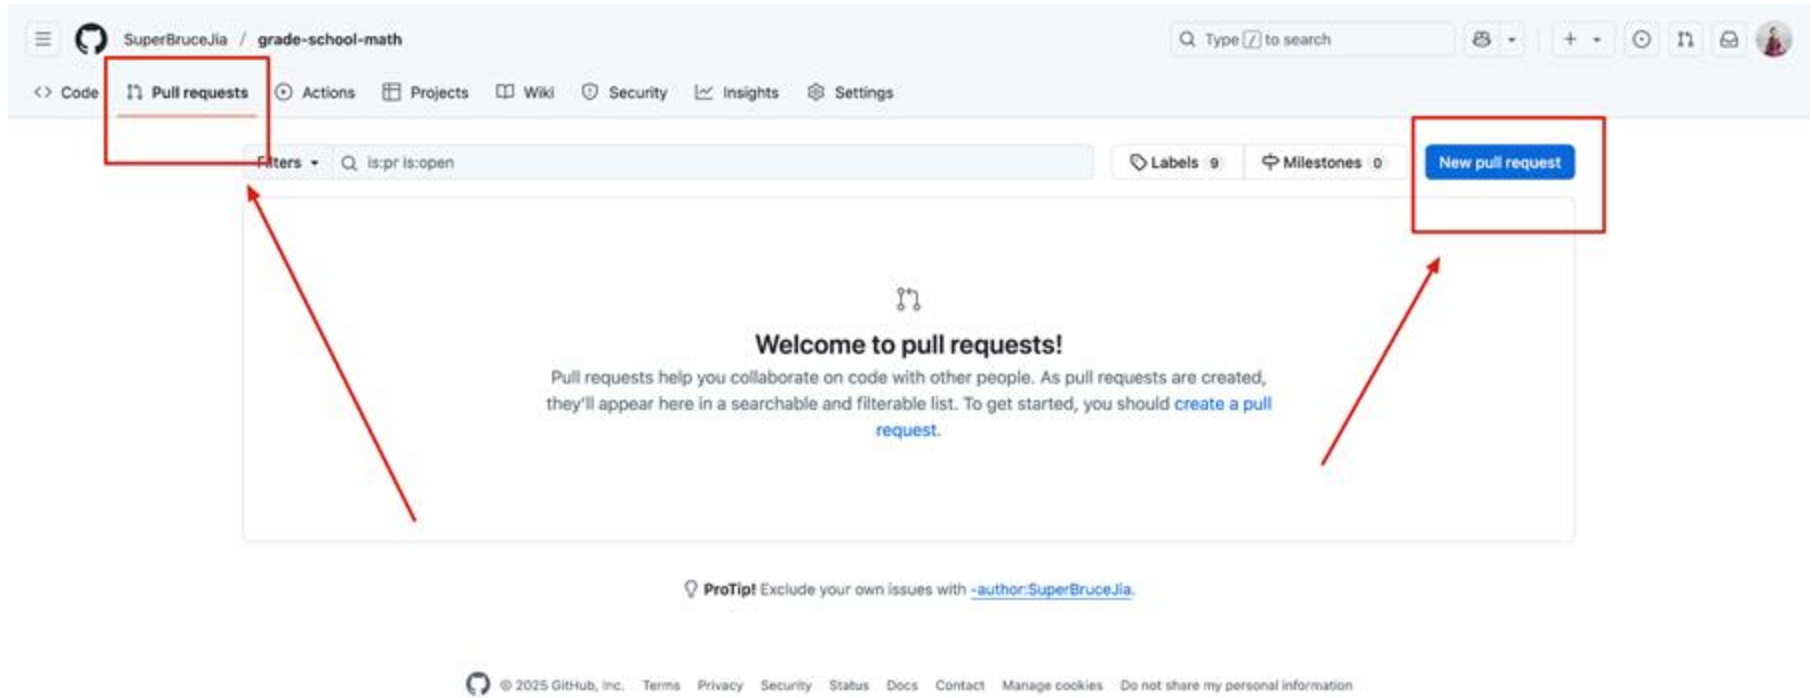 SuperBruceJia / grade-school-math
Type / to search
Code Pull requests Actions Projects Wiki Security Insights Settings
Filters is:pr is:open Labels 9 Milestones 0 New pull request
Welcome to pull requests!
Pull requests help you collaborate on code with other people. As pull requests are created,
they'll appear here in a searchable and filterable list. To get started, you should create a pull
request.
ProTip! Exclude your own issues with -author:SuperBruceJia.
© 2025 GitHub, Inc. Terms Privacy Security Status Docs Contact Manage cookies Do not share my personal information